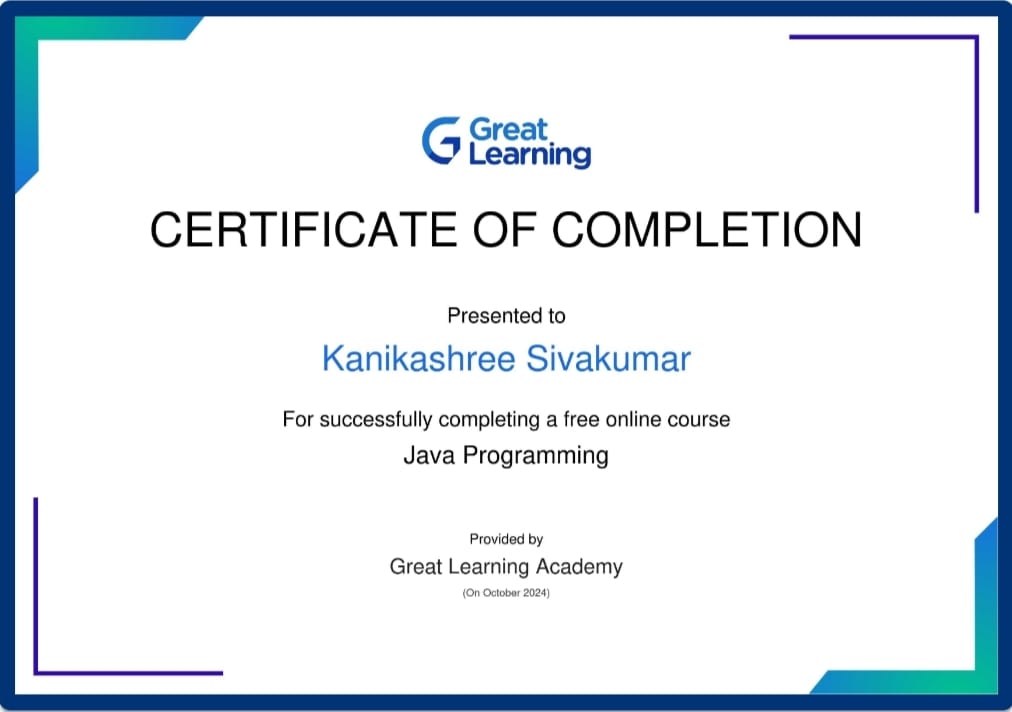 Great
Learning
CERTIFICATE OF COMPLETION
Presented to
Kanikashree Sivakumar
For successfully completing a free online course
Java Programming
Provided by
Great Learning Academy
(On October 2024)